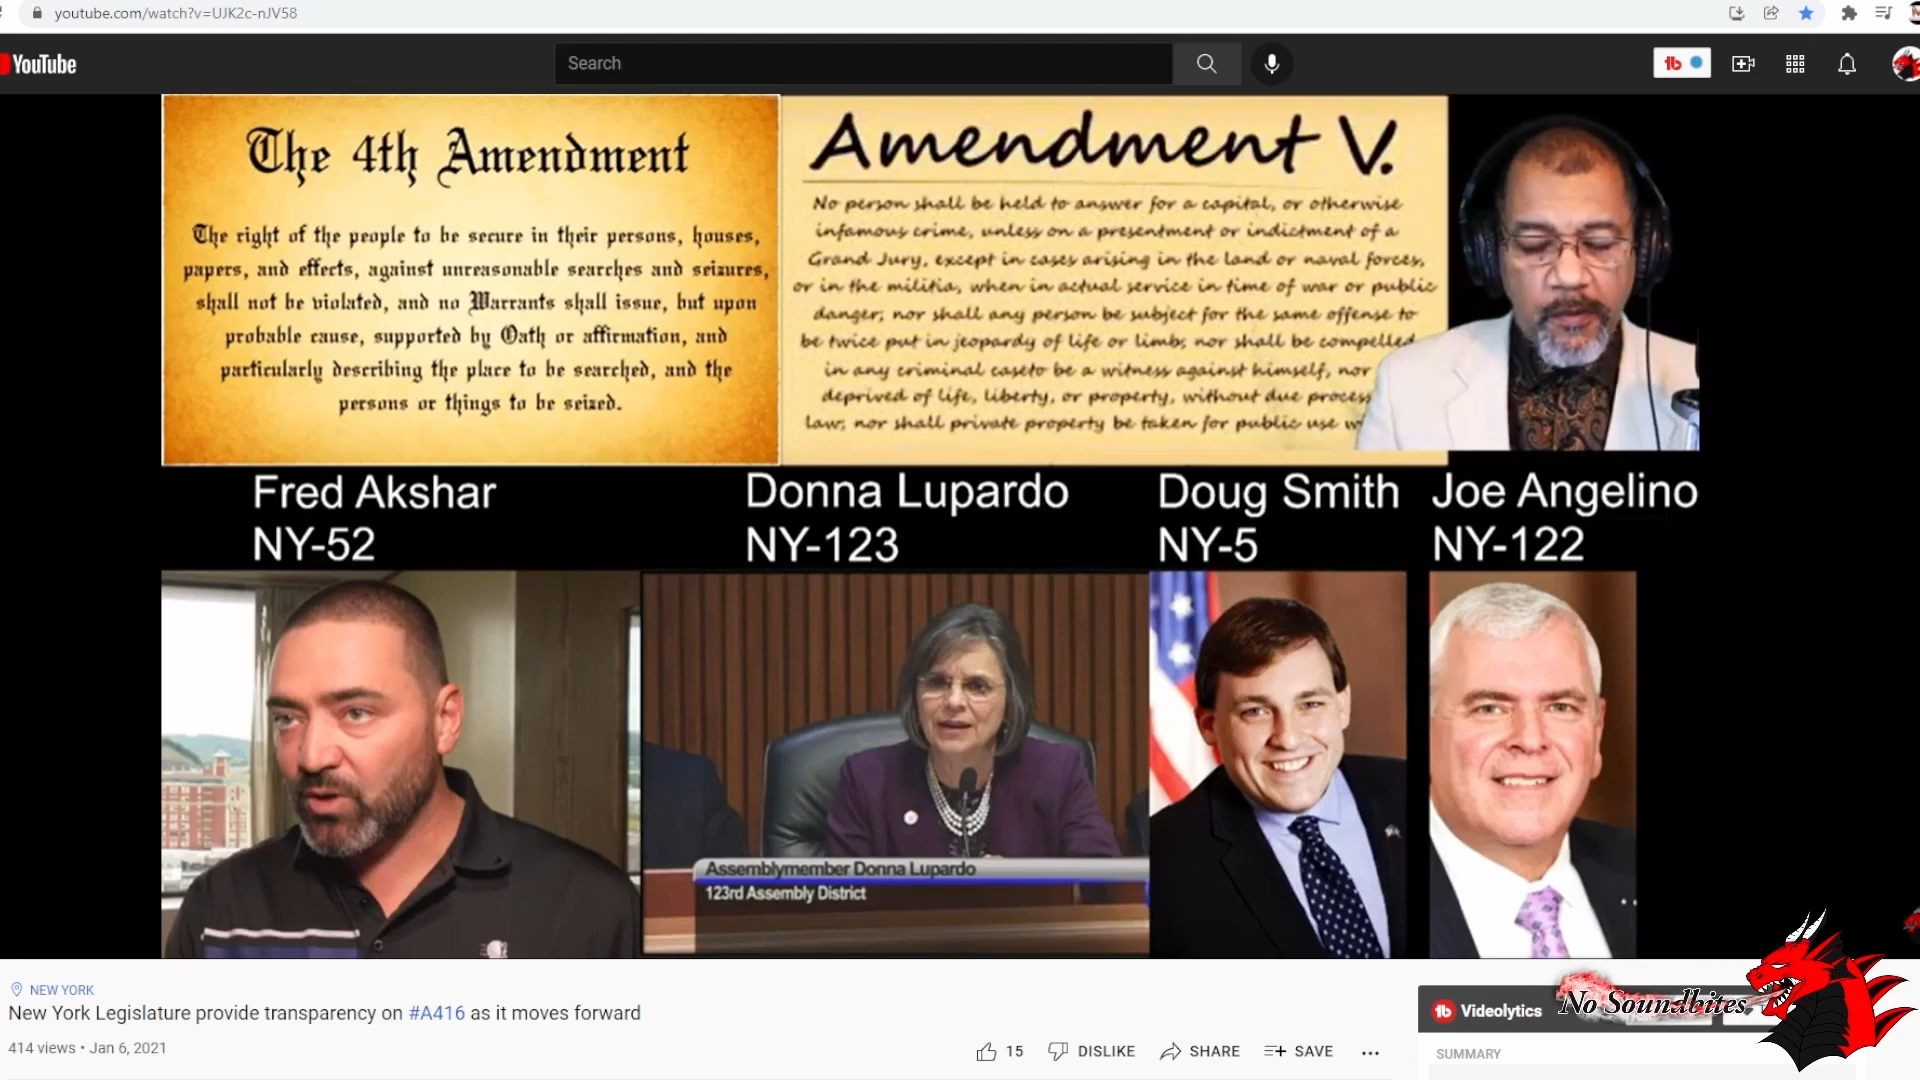 youtube.com/watch?v=UJK2c-nJV58
YouTube
Search
The 4th Amendment
The right of the people to be secure in their persons, houses,
papers, and effects, against unreasonable searches and seizures,
shall not be violated, and no Warrants shall issue, but upon
probable cause, supported by Oath or affirmation, and
particularly describing the place to be searched, and the
persons or things to be seized.
Amendment V.
No person shall be held to answer for a capital, or otherwise
infamous crime, unless on a presentment or indictment of a
Grand Jury, except in cases arising in the land or naval forces,
or in the militia, when in actual service in time of war or public
danger; nor shall any person be subject for the same offense to
be twice put in jeopardy of life or limb; nor shall be compelled
in any criminal caseto be a witness against himself, nor
deprived of life, liberty, or property, without due process
law; nor shall private property be taken for public use
Fred Akshar
NY-52
Donna Lupardo
NY-123
Doug Smith
NY-5
Joe Angelino
NY-122
Assemblymember Donna Lupardo
123rd Assembly District
NEW YORK
New York Legislature provide transparency on #A416 as it moves forward
414 views • Jan 6, 2021
15
DISLIKE
SHARE
SAVE
Videolytics
No Soundbites
SUMMARY